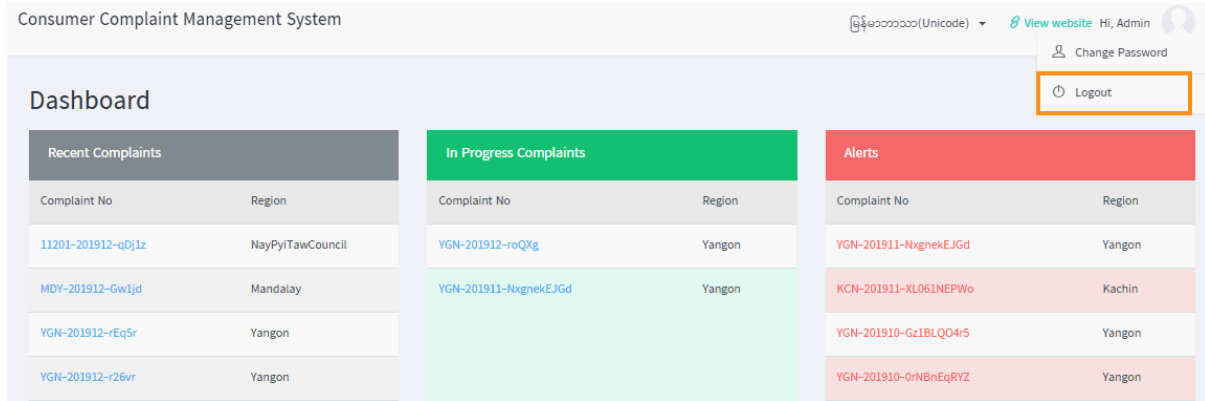 Consumer Complaint Management System
မြန်မာဘာသာ(Unicode) View website Hi, Admin
Change Password
Logout
Dashboard
Recent Complaints In Progress Complaints Alerts
Complaint No Region Complaint No Region Complaint No Region
11201-201912-qDj1z NayPyiTawCouncil YGN-201912-roQXg Yangon YGN-201911-NxgnekEJGd Yangon
MDY-201912-Gw1jd Mandalay YGN-201911-NxgnekEJGd Yangon KCN-201911-XL061NEPWo Kachin
YGN-201912-rEq5r Yangon YGN-201910-Gz1BLQO4r5 Yangon
YGN-201912-r26vr Yangon YGN-201910-0rNBnEqRYZ Yangon